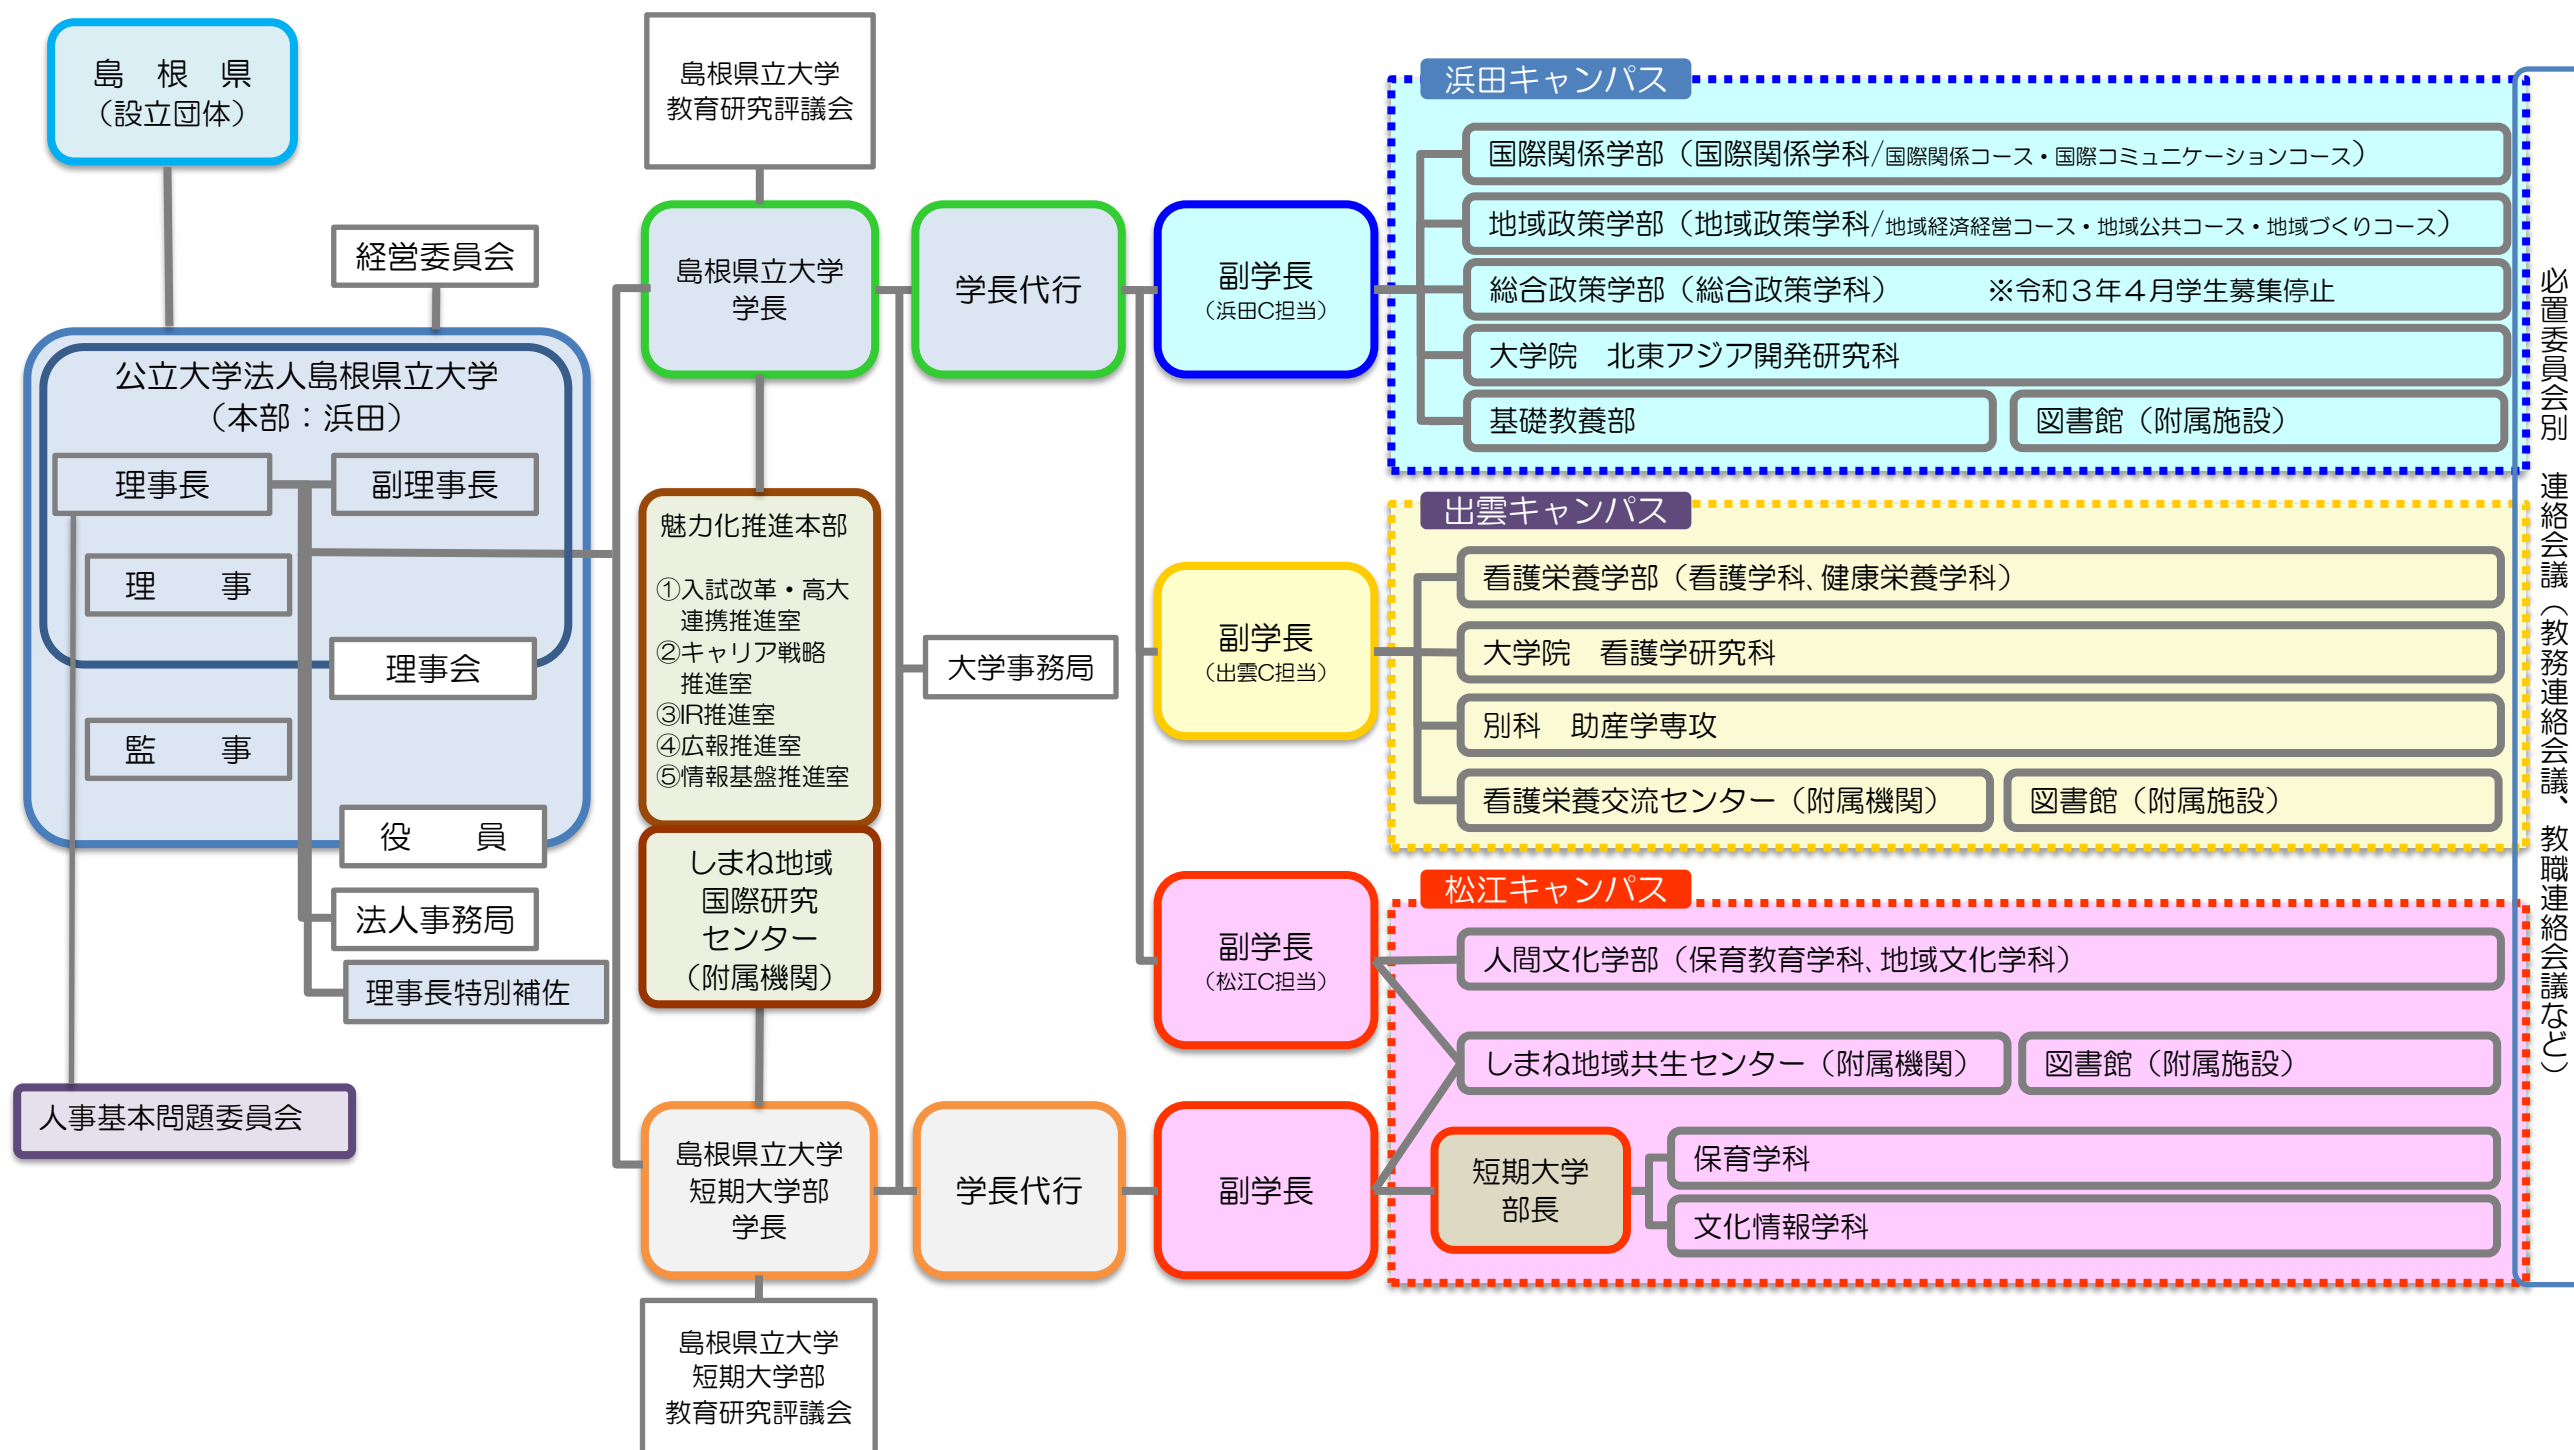 島　根　県
（設立団体）
経営委員会
公立大学法人島根県立大学
（本部：浜田）
理事長
副理事長
理　　事
理事会
監　　事
役　　員
法人事務局
理事長特別補佐
人事基本問題委員会
島根県立大学
教育研究評議会
島根県立大学
学長
魅力化推進本部
①入試改革・高大
連携推進室
②キャリア戦略
推進室
③IR推進室
④広報推進室
⑤情報基盤推進室
しまね地域
国際研究
センター
（附属機関）
島根県立大学
短期大学部
学長
島根県立大学
短期大学部
教育研究評議会
学長代行
大学事務局
学長代行
副学長
（浜田C担当）
副学長
（出雲C担当）
副学長
（松江C担当）
副学長
浜田キャンパス
国際関係学部（国際関係学科/国際関係コース・国際コミュニケーションコース）
地域政策学部（地域政策学科/地域経済経営コース・地域公共コース・地域づくりコース）
総合政策学部（総合政策学科）　　　※令和３年４月学生募集停止
大学院　北東アジア開発研究科
基礎教養部
図書館（附属施設）
出雲キャンパス
看護栄養学部（看護学科、健康栄養学科）
大学院　看護学研究科
別科　助産学専攻
看護栄養交流センター（附属機関）
図書館（附属施設）
松江キャンパス
人間文化学部（保育教育学科、地域文化学科）
しまね地域共生センター（附属機関）
図書館（附属施設）
短期大学
部長
保育学科
文化情報学科
必置委員会別　連絡会議（教務連絡会議、教職連絡会議など）